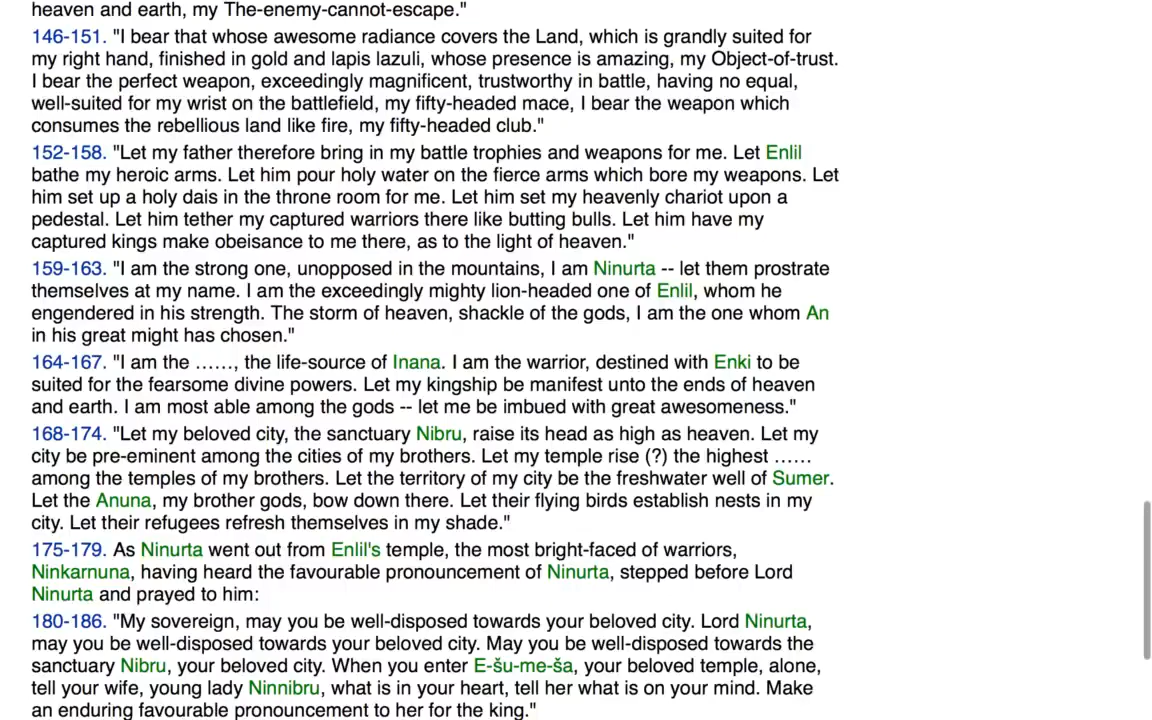 heaven and earth, my The-enemy-cannot-escape."
146-151. "I bear that whose awesome radiance covers the Land, which is grandly suited for
my right hand, finished in gold and lapis lazuli, whose presence is amazing, my Object-of-trust.
I bear the perfect weapon, exceedingly magnificent, trustworthy in battle, having no equal,
well-suited for my wrist on the battlefield, my fifty-headed mace, I bear the weapon which
consumes the rebellious land like fire, my fifty-headed club."
152-158. "Let my father therefore bring in my battle trophies and weapons for me. Let Enlil
bathe my heroic arms. Let him pour holy water on the fierce arms which bore my weapons. Let
him set up a holy dais in the throne room for me. Let him set my heavenly chariot upon a
pedestal. Let him tether my captured warriors there like butting bulls. Let him have my
captured kings make obeisance to me there, as to the light of heaven."
159-163. "I am the strong one, unopposed in the mountains, I am Ninurta -- let them prostrate
themselves at my name. I am the exceedingly mighty lion-headed one of Enlil, whom he
engendered in his strength. The storm of heaven, shackle of the gods, I am the one whom An
in his great might has chosen."
164-167. "I am the ......, the life-source of Inana. I am the warrior, destined with Enki to be
suited for the fearsome divine powers. Let my kingship be manifest unto the ends of heaven
and earth. I am most able among the gods -- let me be imbued with great awesomeness."
168-174. "Let my beloved city, the sanctuary Nibru, raise its head as high as heaven. Let my
city be pre-eminent among the cities of my brothers. Let my temple rise (?) the highest ......
among the temples of my brothers. Let the territory of my city be the freshwater well of Sumer.
Let the Anuna, my brother gods, bow down there. Let their flying birds establish nests in my
city. Let their refugees refresh themselves in my shade."
175-179. As Ninurta went out from Enlil's temple, the most bright-faced of warriors,
Ninkarnuna, having heard the favourable pronouncement of Ninurta, stepped before Lord
Ninurta and prayed to him:
180-186. "My sovereign, may you be well-disposed towards your beloved city. Lord Ninurta,
may you be well-disposed towards your beloved city. May you be well-disposed towards the
sanctuary Nibru, your beloved city. When you enter E-šu-me-ša, your beloved temple, alone,
tell your wife, young lady Ninnibru, what is in your heart, tell her what is on your mind. Make
an enduring favourable pronouncement to her for the king."